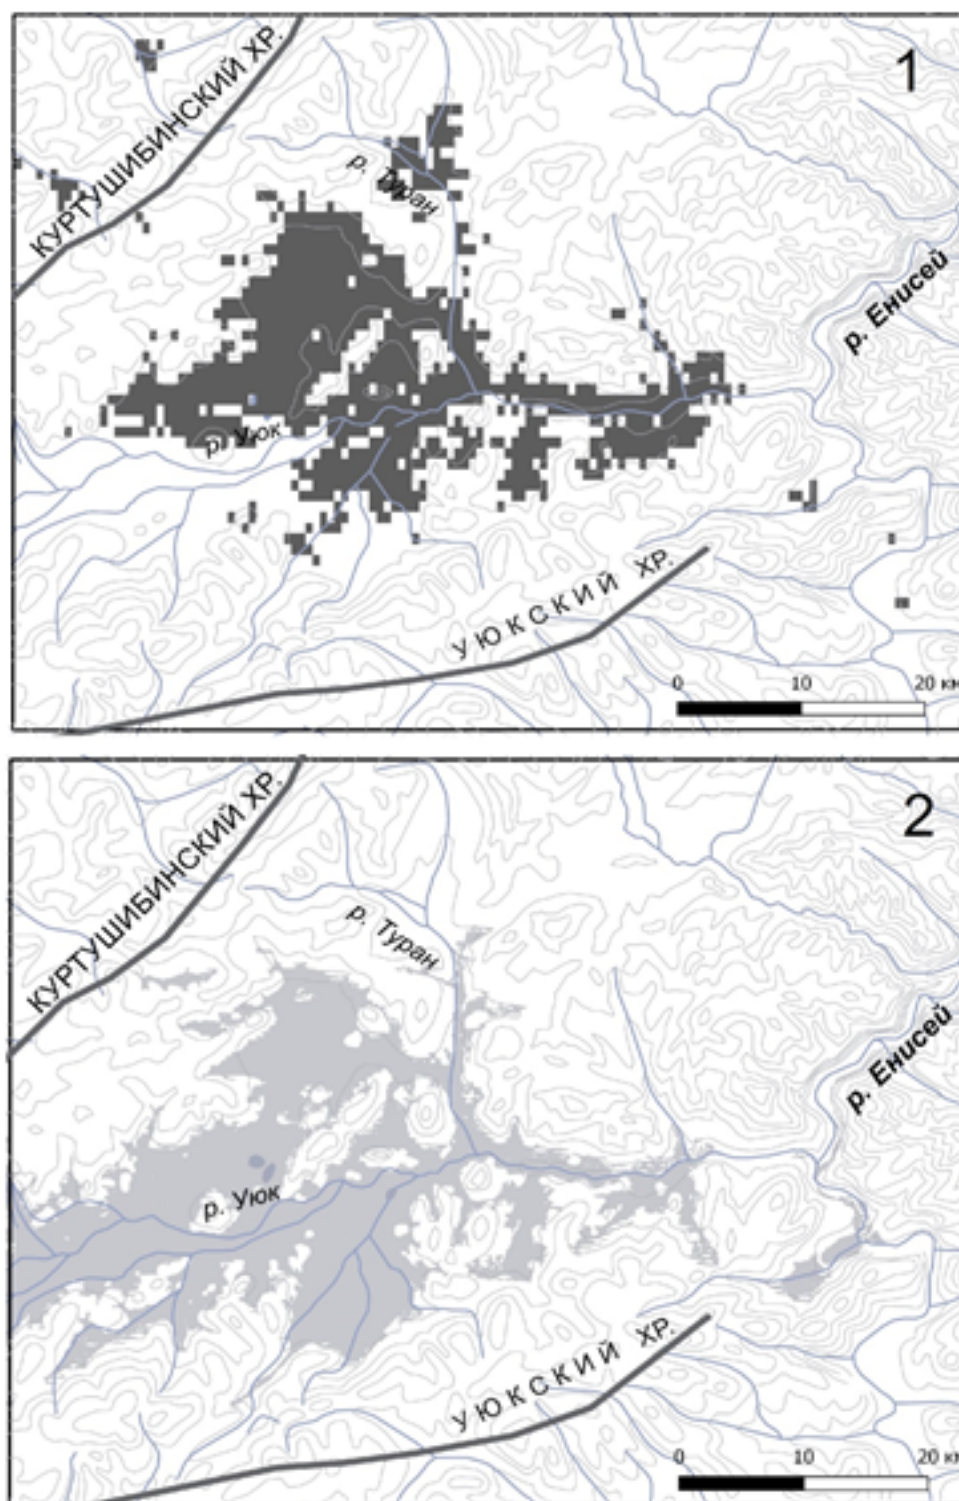 1
КУРТУШИБИНСКИЙ ХР.
р. Туран
р. Енисей
р. Уюк
УЮКСКИЙ ХР.
0 10 20 км
2
КУРТУШИБИНСКИЙ ХР.
р. Туран
р. Енисей
р. Уюк
УЮКСКИЙ ХР.
0 10 20 км